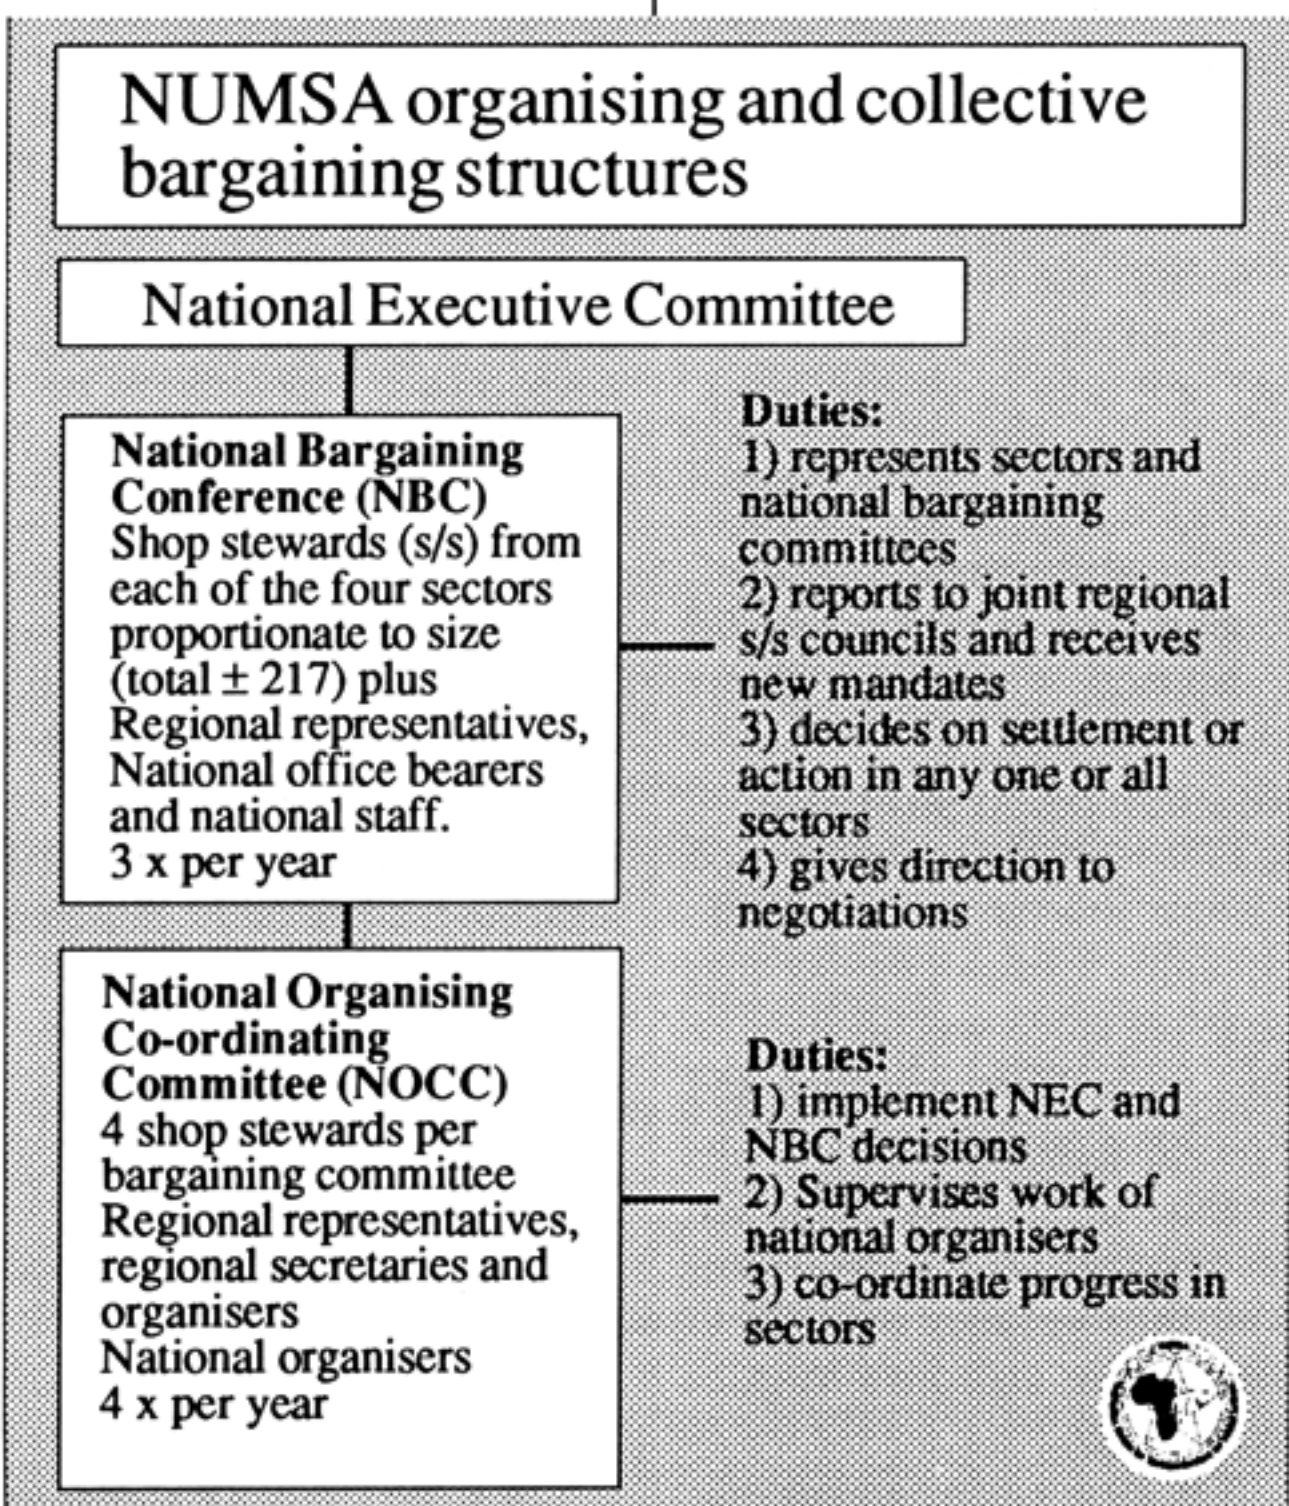 NUMSA organising and collective
bargaining structures
National Executive Committee
National Bargaining
Conference (NBC)
Shop stewards (s/s) from
each of the four sectors
proportionate to size
(total ± 217) plus
Regional representatives,
National office bearers
and national staff.
3 x per year
Duties:
1) represents sectors and
national bargaining
committees
2) reports to joint regional
s/s councils and receives
new mandates
3) decides on settlement or
action in any one or all
sectors
4) gives direction to
negotiations
National Organising
Co-ordinating
Committee (NOCC)
4 shop stewards per
bargaining committee
Regional representatives,
regional secretaries and
organisers
National organisers
4 x per year
Duties:
1) implement NEC and
NBC decisions
2) Supervises work of
national organisers
3) co-ordinate progress in
sectors